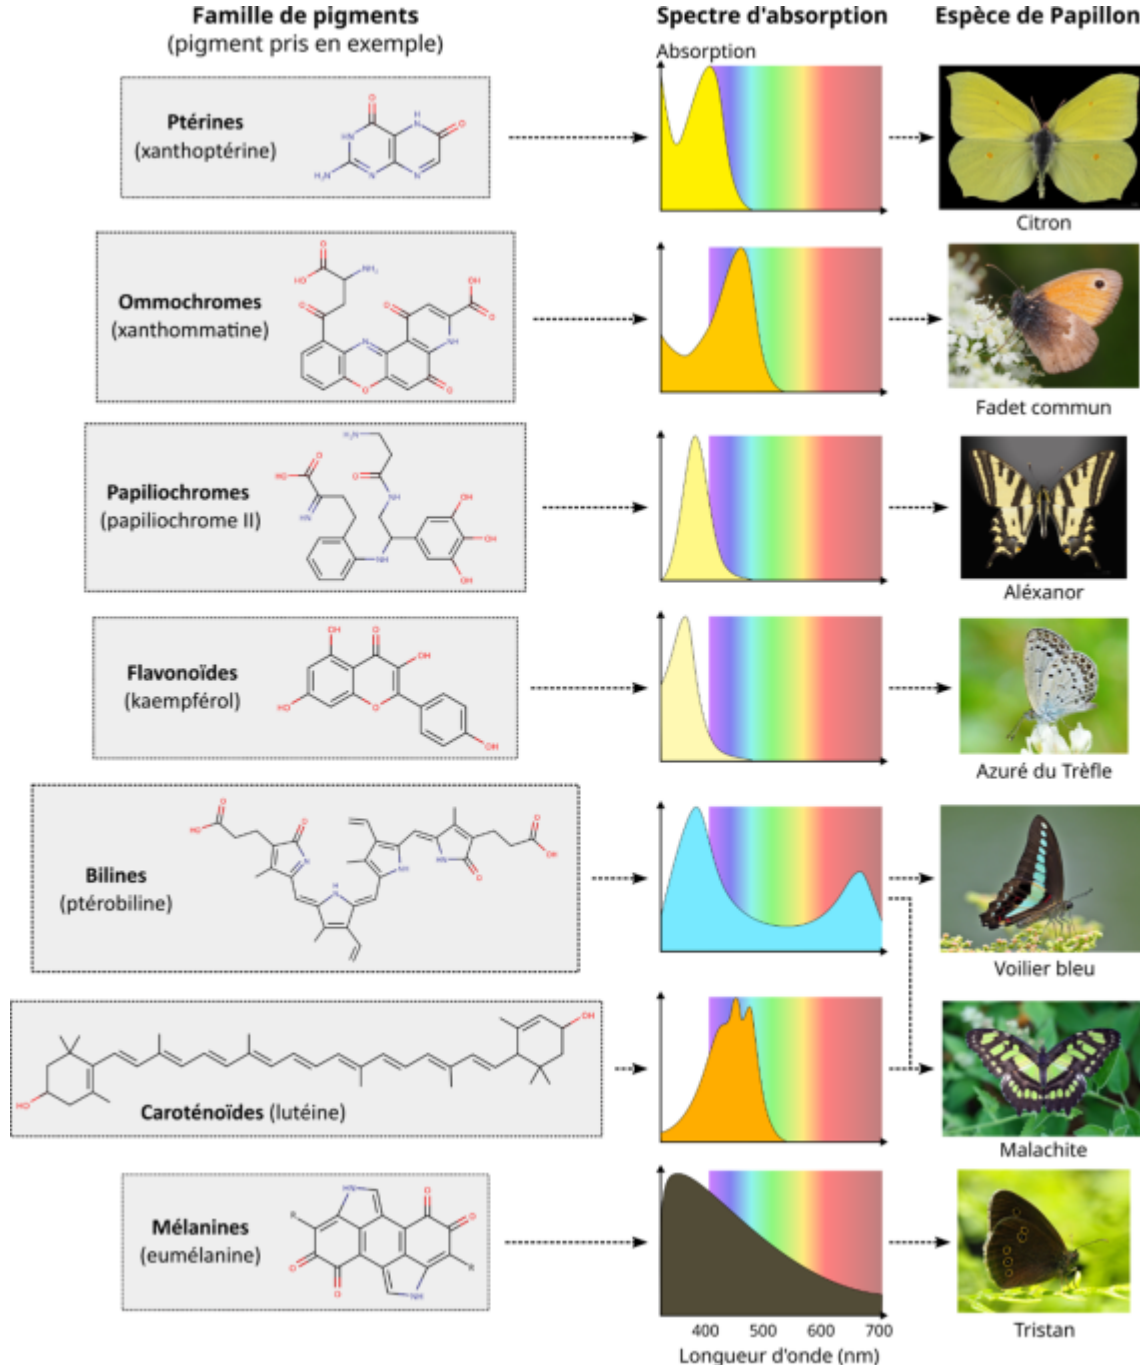 Famille de pigments
(pigment pris en exemple)
Spectre d'absorption
Espèce de Papillon
Absorption
Ptérines
(xanthoptérine)
Citron
Ommochromes
(xanthommatine)
Fadet commun
Papiliochromes
(papiliochrome II)
Aléxanor
Flavonoïdes
(kaempférol)
Azuré du Trèfle
Bilines
(ptérobiline)
Voilier bleu
Caroténoïdes (lutéine)
Malachite
Mélanines
(eumélanine)
Tristan
400 500 600 700
Longueur d'onde (nm)